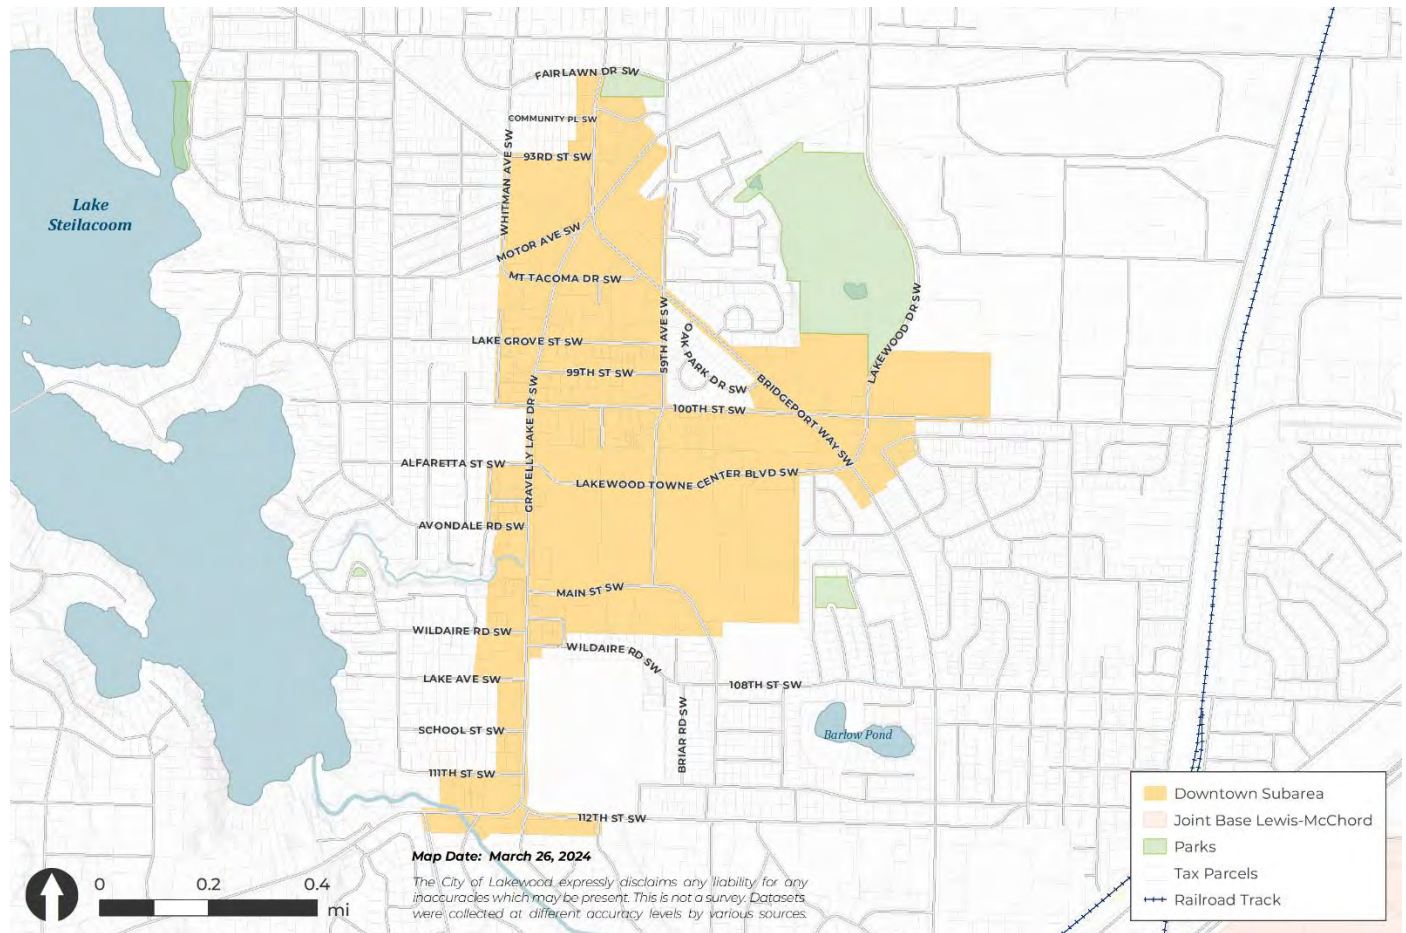 FAIRLAWN DR SW
COMMUNITY PL SW
93RD ST SW
WHITMAN AVE SW
Lake
Steilacoom
MOTOR AVE SW
MT TACOMA DR SW
59TH AVE SW
LAKEWOOD DR SW
LAKE GROVE ST SW
OAK PARK DR SW
99TH ST SW
BRIDGEPORT WAY SW
100TH ST SW
GRAVELLY LAKE DR SW
ALFARETTA ST SW
LAKEWOOD TOWNE CENTER BLVD SW
AVONDALE RD SW
MAIN ST SW
WILDAIRE RD SW
WILDAIRE RD SW
LAKE AVE SW
108TH ST SW
BRIAR RD SW
SCHOOL ST SW
Barlow Pond
111TH ST SW
112TH ST SW
Downtown Subarea
Joint Base Lewis-McChord
Parks
Tax Parcels
Railroad Track
Map Date: March 26, 2024
The City of Lakewood expressly disclaims any liability for any
inaccuracies which may be present. This is not a survey. Datasets
were collected at different accuracy levels by various sources.
0 0.2 0.4
mi